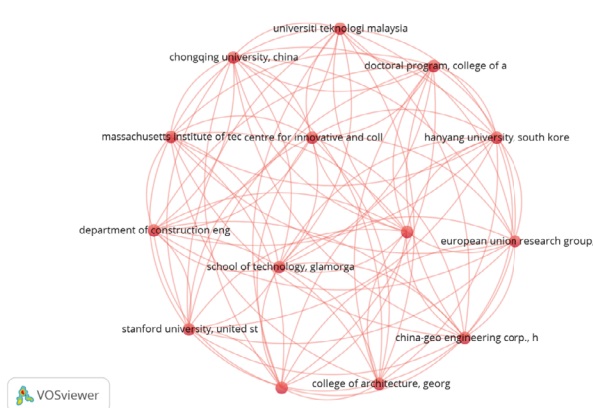 universiti teknologi malaysia
chongqing university, china
doctoral program, college of a
massachusetts institute of tec
centre for innovative and coll
hanyang university, south kore
department of construction eng
european union research group,
school of technology, glamorga
stanford university, united st
china-geo engineering corp., h
college of architecture, georg
VOSviewer